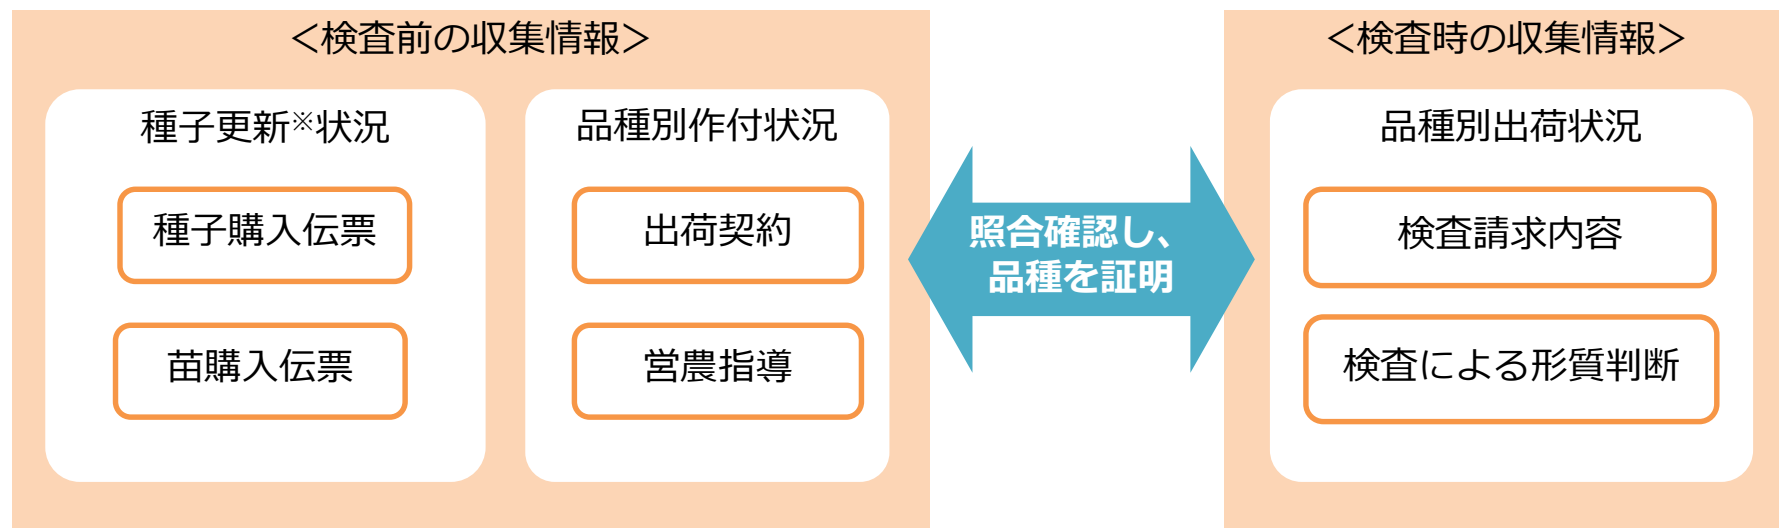 ＜検査前の収集情報＞
種子更新※状況
種子購入伝票
苗購入伝票
品種別作付状況
出荷契約
営農指導
照合確認し、
品種を証明
＜検査時の収集情報＞
品種別出荷状況
検査請求内容
検査による形質判断